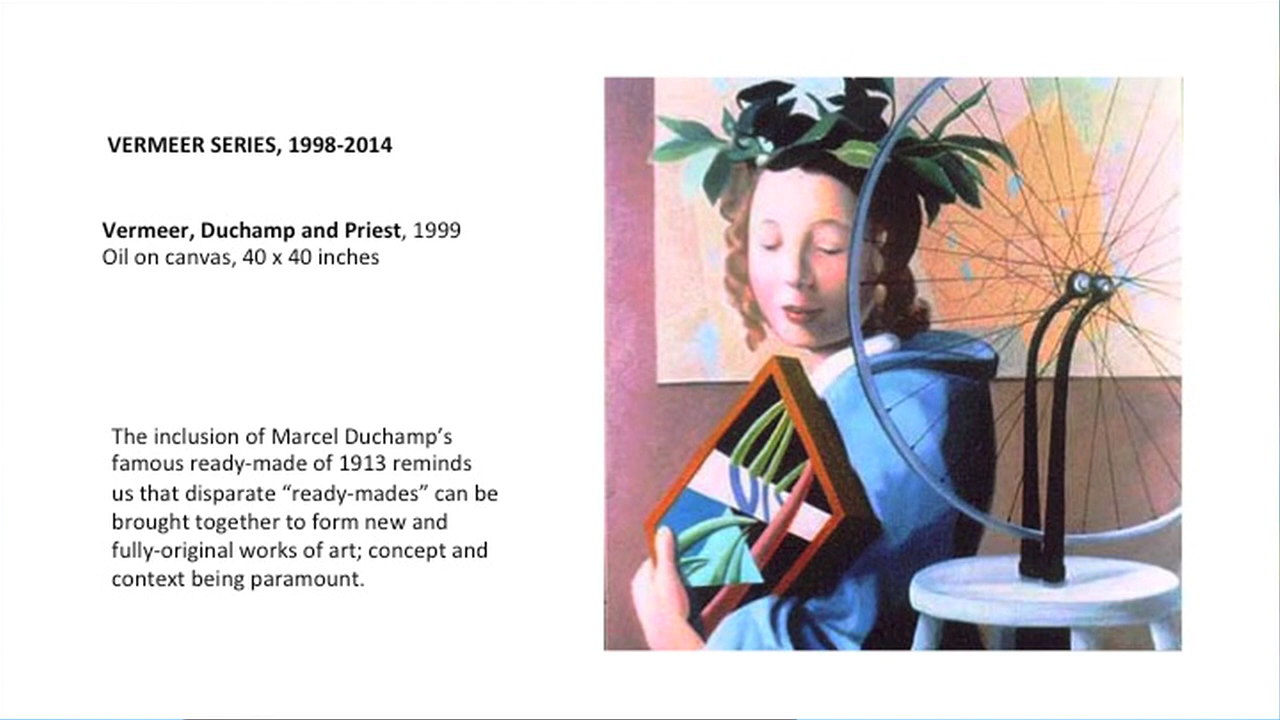 VERMEER SERIES, 1998-2014
Vermeer, Duchamp and Priest, 1999
Oil on canvas, 40 x 40 inches
The inclusion of Marcel Duchamp’s
famous ready-made of 1913 reminds
us that disparate “ready-mades” can be
brought together to form new and
fully-original works of art; concept and
context being paramount.